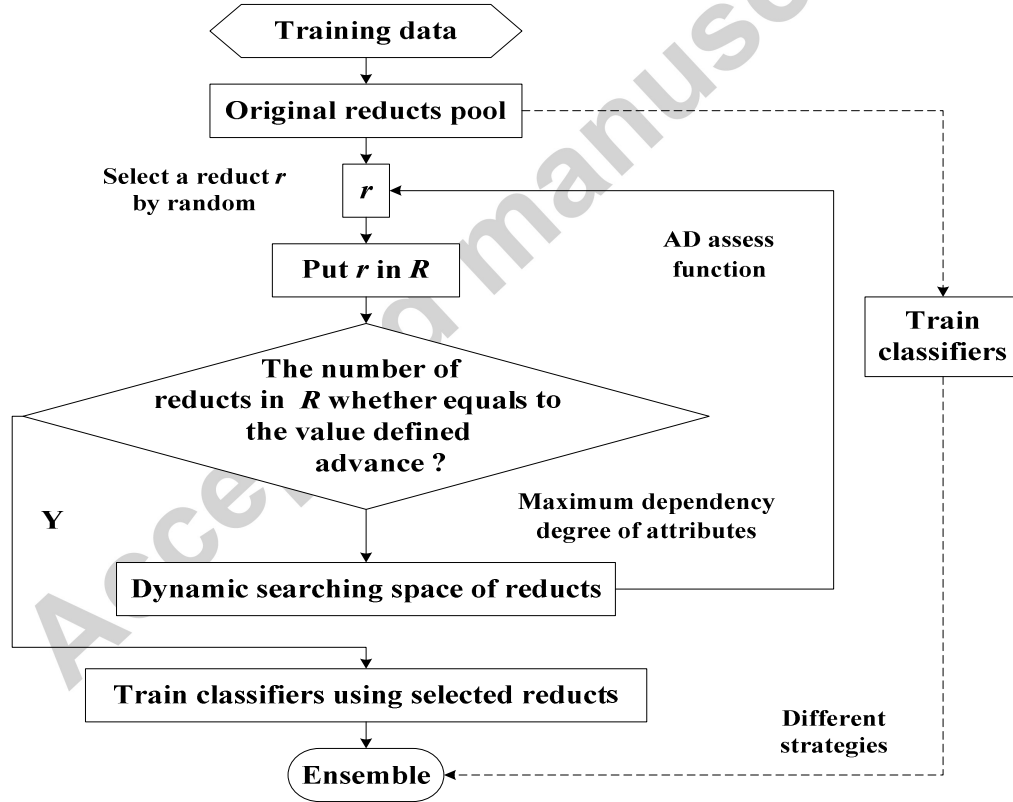 Training data
Original reducts pool
Select a reduct r
by random
r
AD assess
function
Put r in R
Train
classifiers
The number of
reducts in R whether equals to
the value defined
advance ?
Maximum dependency
degree of attributes
Y
Dynamic searching space of reducts
Train classifiers using selected reducts
Different
strategies
Ensemble